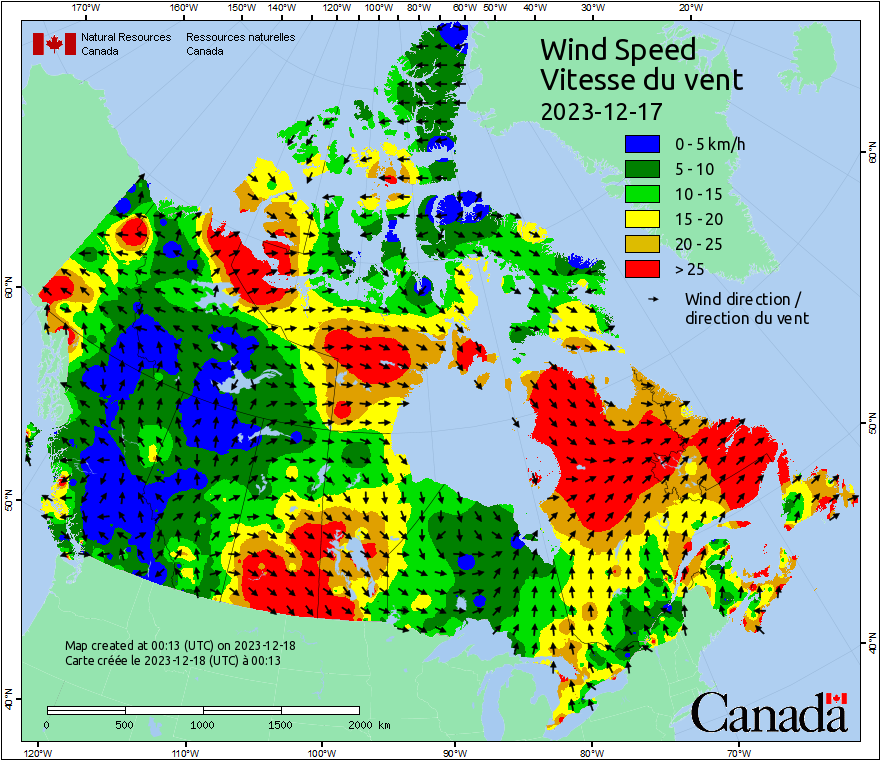 170°W 160°W 150°W 140°W 120°W 100°W 80°W 60°W 50°W 40°W 30°W 20°W
Natural Resources Canada
Ressources naturelles Canada
Wind Speed
Vitesse du vent
2023-12-17
0 - 5 km/h
5 - 10
10 - 15
15 - 20
20 - 25
> 25
Wind direction /
direction du vent
60°N
50°N
40°N
60°N
50°N
40°N
Map created at 00:13 (UTC) on 2023-12-18
Carte créée le 2023-12-18 (UTC) à 00:13
0 500 1000 1500 2000 km
Canada
120°W 110°W 100°W 90°W 80°W 70°W